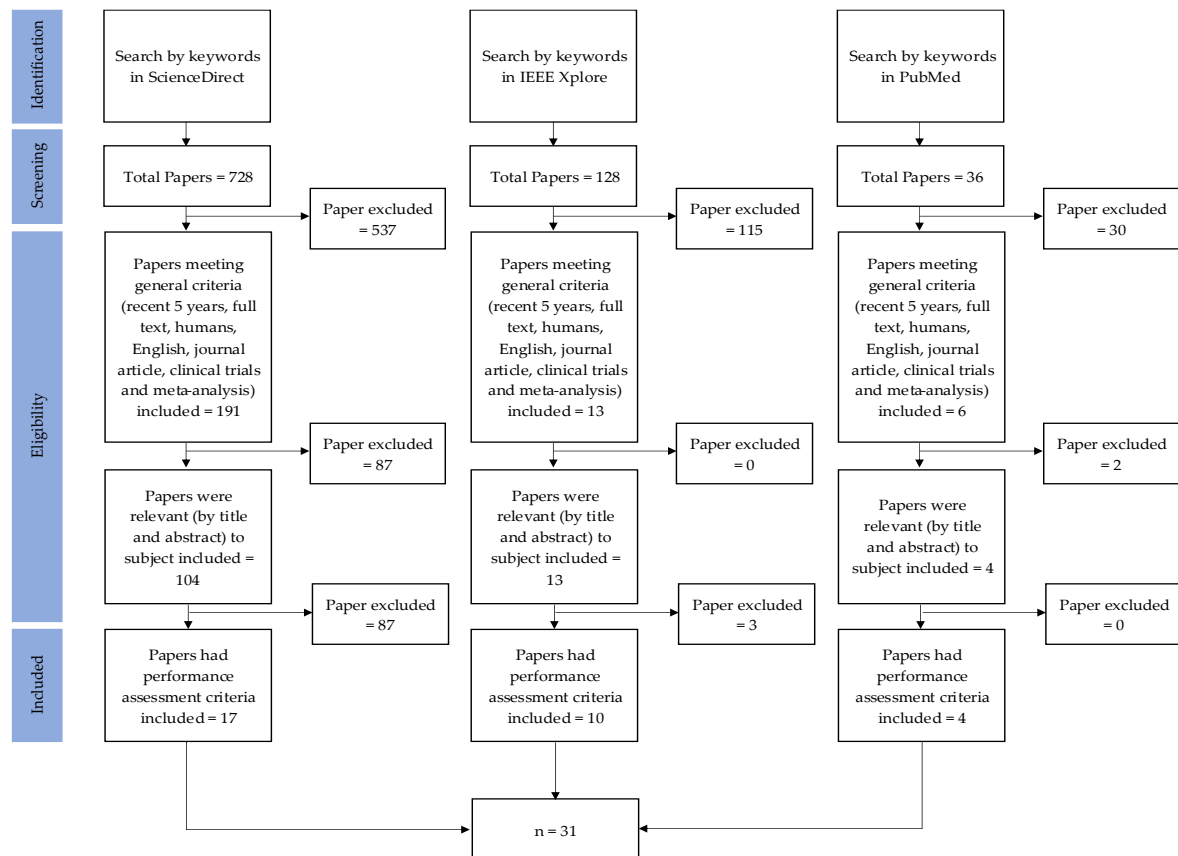 Identification
Search by keywords
in ScienceDirect
Search by keywords
in IEEE Xplore
Search by keywords
in PubMed
Screening
Total Papers = 728
Total Papers = 128
Total Papers = 36
Paper excluded
= 537
Paper excluded
= 115
Paper excluded
= 30
Eligibility
Papers meeting
general criteria
(recent 5 years, full
text, humans,
English, journal
article, clinical trials
and meta-analysis)
included = 191
Papers meeting
general criteria
(recent 5 years, full
text, humans,
English, journal
article, clinical trials
and meta-analysis)
included = 13
Papers meeting
general criteria
(recent 5 years, full
text, humans,
English, journal
article, clinical trials
and meta-analysis)
included = 6
Paper excluded
= 87
Paper excluded
= 0
Paper excluded
= 2
Papers were
relevant (by title
and abstract) to
subject included =
104
Papers were
relevant (by title
and abstract) to
subject included =
13
Papers were
relevant (by title
and abstract) to
subject included = 4
Paper excluded
= 87
Paper excluded
= 3
Paper excluded
= 0
Included
Papers had
performance
assessment criteria
included = 17
Papers had
performance
assessment criteria
included = 10
Papers had
performance
assessment criteria
included = 4
n = 31